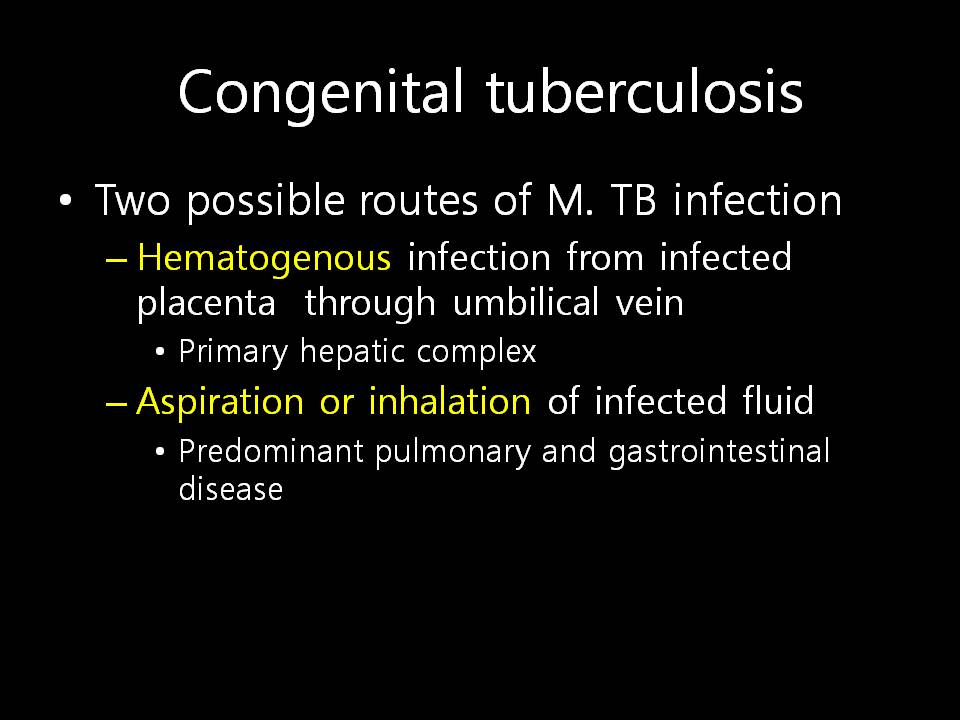 Congenital tuberculosis
• Two possible routes of M. TB infection
– Hematogenous infection from infected
placenta through umbilical vein
• Primary hepatic complex
– Aspiration or inhalation of infected fluid
• Predominant pulmonary and gastrointestinal
disease